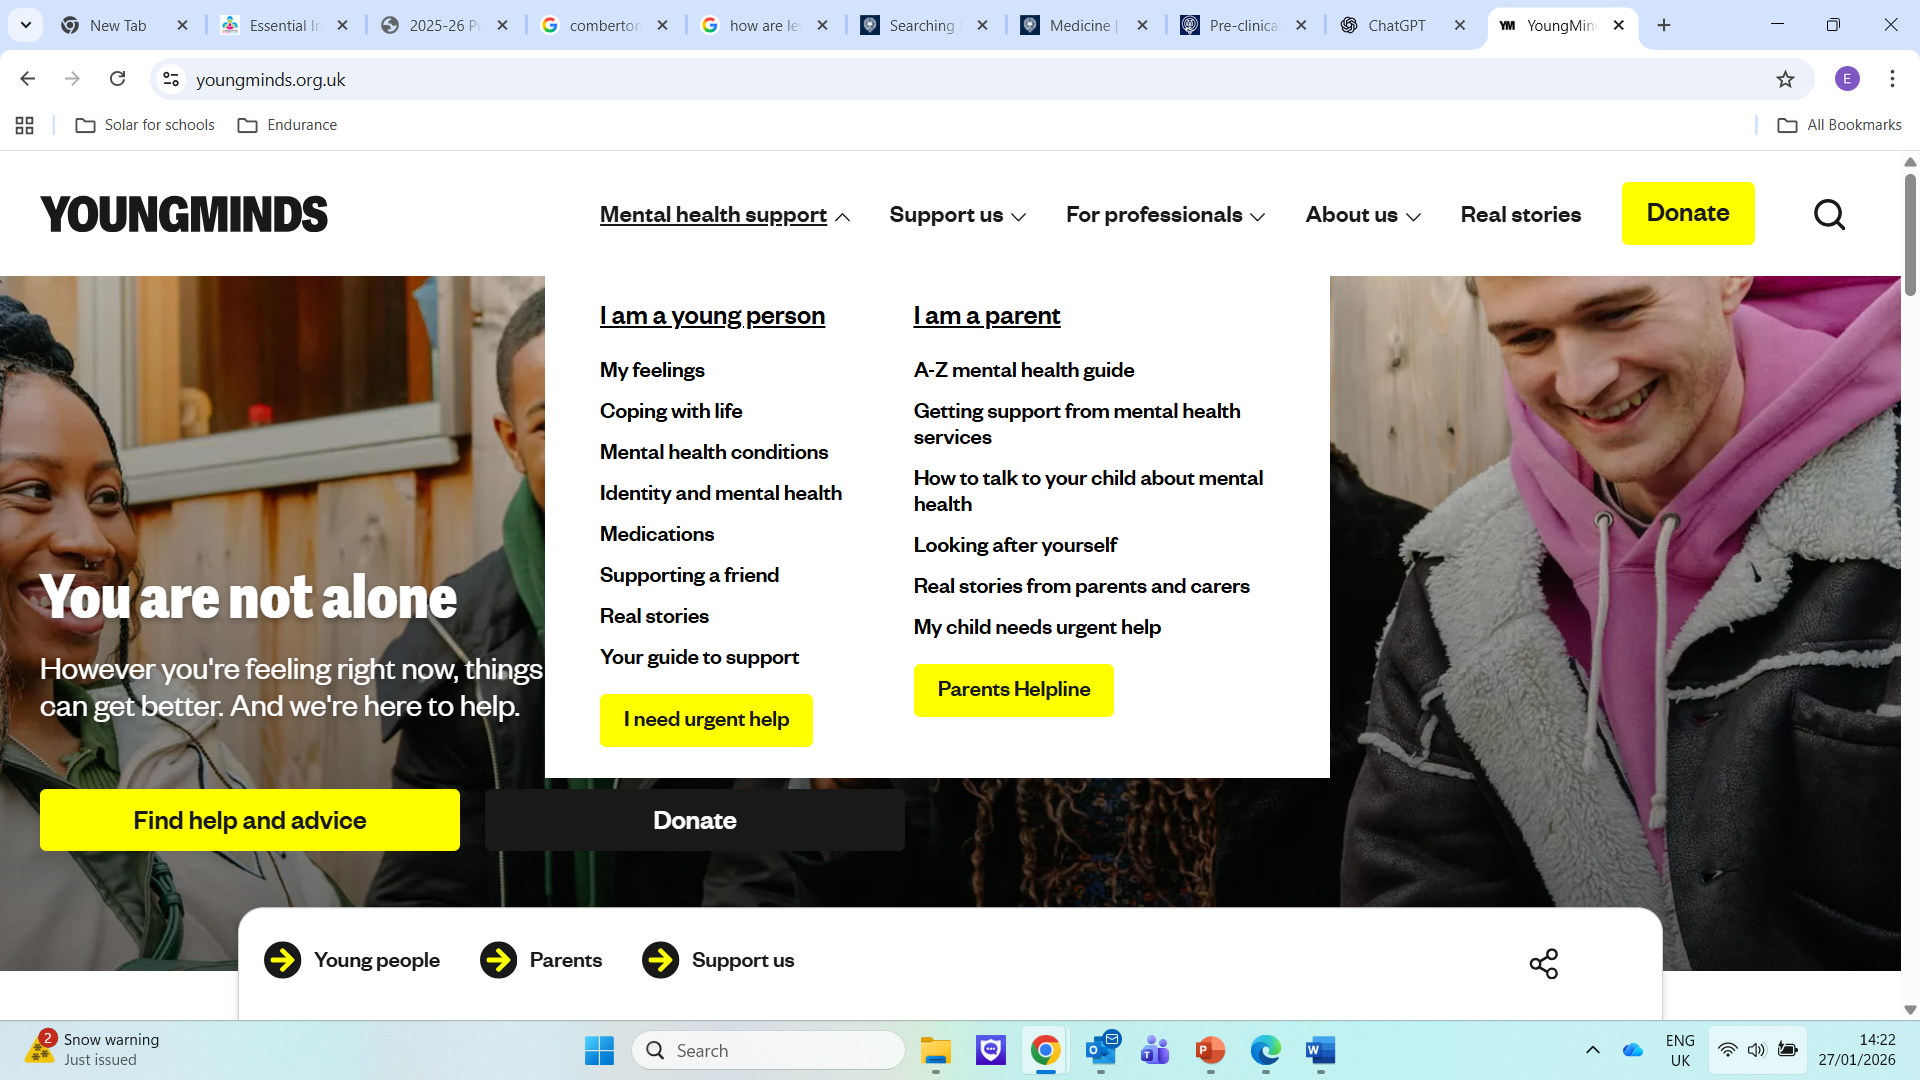 New Tab
Essential In
2025-26 Pu
comberton
how are lev
Searching
Medicine |
Pre-clinical
ChatGPT
YoungMind
youngminds.org.uk
E
Solar for schools
Endurance
All Bookmarks
YOUNGMINDS
Mental health support
Support us
For professionals
About us
Real stories
Donate
I am a young person
My feelings
Coping with life
Mental health conditions
Identity and mental health
Medications
Supporting a friend
Real stories
Your guide to support
I need urgent help
I am a parent
A-Z mental health guide
Getting support from mental health
services
How to talk to your child about mental
health
Looking after yourself
Real stories from parents and carers
My child needs urgent help
Parents Helpline
You are not alone
However you're feeling right now, things
can get better. And we're here to help.
Find help and advice
Donate
Young people
Parents
Support us
2
Snow warning
Just issued
Search
ENG
UK
14:22
27/01/2026